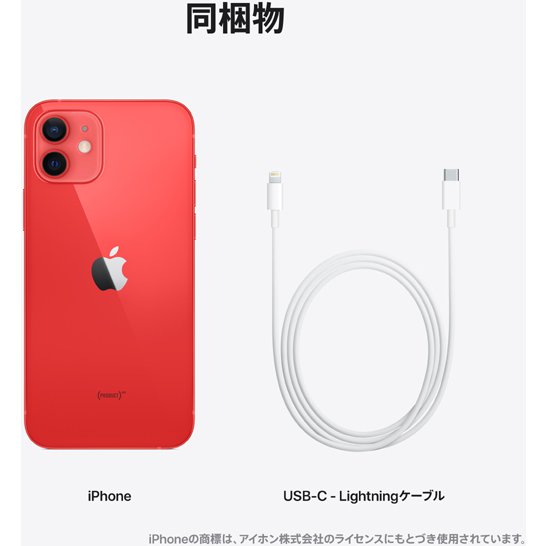 同梱物
(PRODUCT)™
iPhone
USB-C - Lightningケーブル
iPhoneの商標は、アイホン株式会社のライセンスにもとづき使用されています。